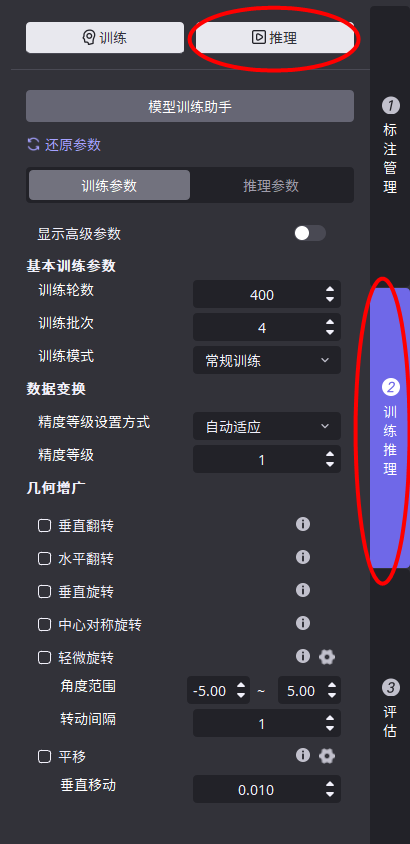 训练 推理
模型训练助手
还原参数
训练参数 推理参数
显示高级参数
基本训练参数
训练轮数 400
训练批次 4
训练模式 常规训练
数据变换
精度等级设置方式 自动适应
精度等级 1
几何增广
垂直翻转
水平翻转
垂直旋转
中心对称旋转
轻微旋转
角度范围 -5.00 ~ 5.00
转动间隔 1
平移
垂直移动 0.010
1
标注管理
2
训练推理
3
评估